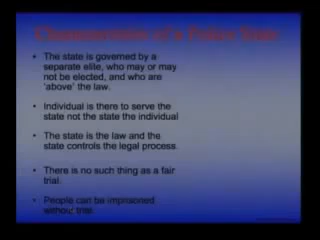 Characteristics of a Police State
The state is governed by a
separate elite, who may or may
not be elected, and who are
'above' the law.
Individual is there to serve the
state not the state the individual
The state is the law and the
state controls the legal process.
There is no such thing as a fair
trial.
People can be imprisoned
without trial